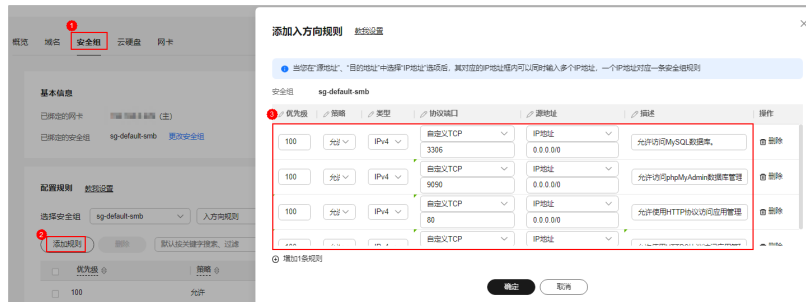 1
概览 域名 安全组 云硬盘 网卡
基本信息
已绑定的网卡 (主)
已绑定的安全组 sg-default-smb 更改安全组
配置规则 教我设置
选择安全组 sg-default-smb 入方向规则
2
添加规则 删除 默认按关键字搜索、过滤
优先级 策略
100 允许
添加入方向规则 教我设置
当您在“源地址”、“目的地址”中选择“IP地址”选项后，其对应的IP地址框内可以同时输入多个IP地址，一个IP地址对应一条安全组规则
安全组 sg-default-smb
3 优先级 策略 类型 协议端口 源地址 描述 操作
100 允许 IPv4 自定义TCP IP地址 允许访问MySQL数据库。 删除
3306 0.0.0.0/0
100 允许 IPv4 自定义TCP IP地址 允许访问phpMyAdmin数据库管理 删除
9090 0.0.0.0/0
100 允许 IPv4 自定义TCP IP地址 允许使用HTTP协议访问应用管理 删除
80 0.0.0.0/0
自定义TCP IP地址
增加1条规则
确定 取消